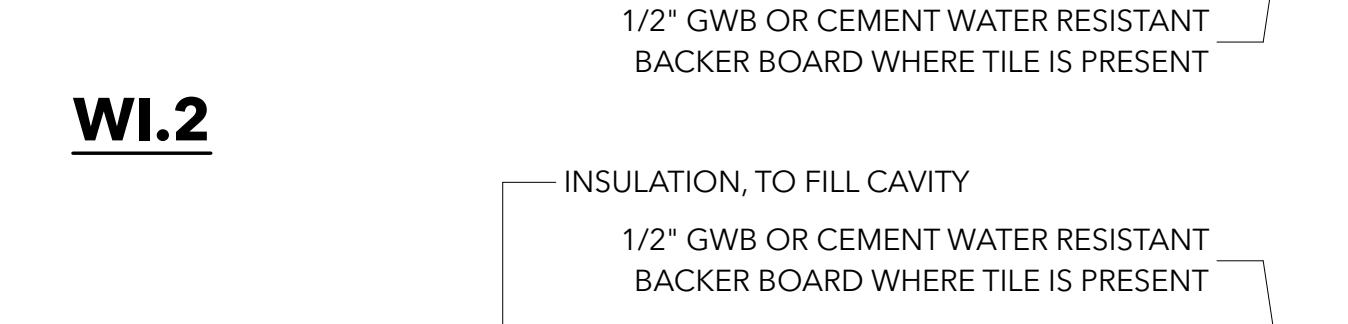 1/2" GWB OR CEMENT WATER RESISTANT
BACKER BOARD WHERE TILE IS PRESENT
WI.2
INSULATION, TO FILL CAVITY
1/2" GWB OR CEMENT WATER RESISTANT
BACKER BOARD WHERE TILE IS PRESENT